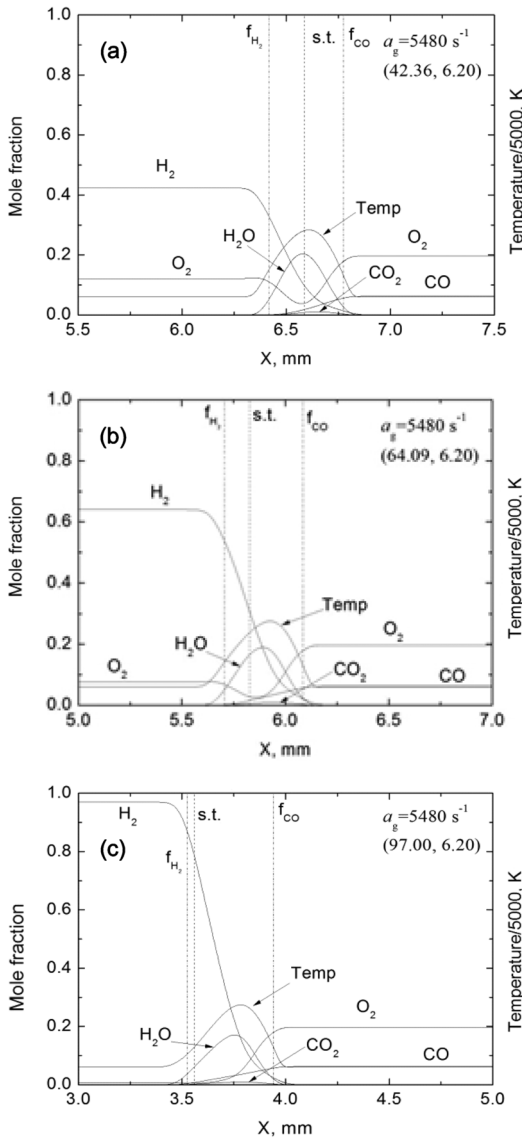 (a)
f_H₂
s.t.
f_CO
a_g=5480 s⁻¹
(42.36, 6.20)
H₂
Temp
H₂O
O₂
O₂
CO₂
CO
1.0
0.8
0.6
0.4
0.2
0.0
5.5
6.0
6.5
7.0
7.5
X, mm
Mole fraction
Temperature/5000, K
(b)
f_H₂
s.t.
f_CO
a_g=5480 s⁻¹
(64.09, 6.20)
H₂
Temp
H₂O
O₂
O₂
CO₂
CO
1.0
0.8
0.6
0.4
0.2
0.0
5.0
5.5
6.0
6.5
7.0
X, mm
Mole fraction
Temperature/5000, K
(c)
H₂
s.t.
f_CO
f_H₂
a_g=5480 s⁻¹
(97.00, 6.20)
Temp
O₂
H₂O
CO₂
CO
1.0
0.8
0.6
0.4
0.2
0.0
3.0
3.5
4.0
4.5
5.0
X, mm
Mole fraction
Temperature/5000, K